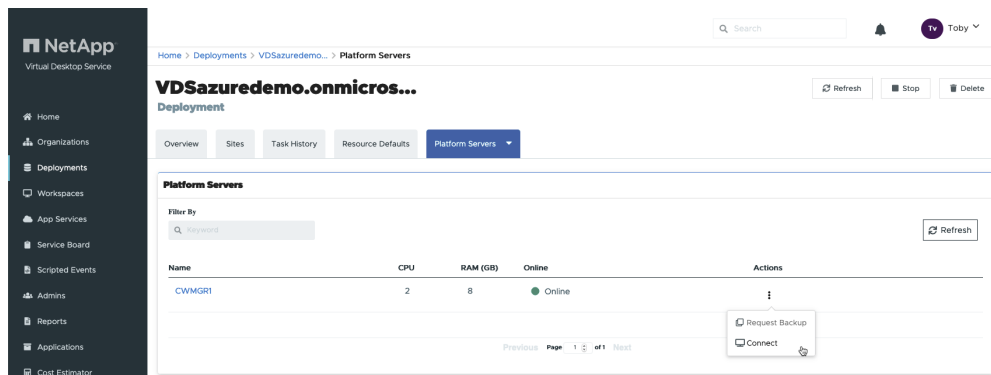 NetApp
Virtual Desktop Service
Home
Organizations
Deployments
Workspaces
App Services
Service Board
Scripted Events
Admins
Reports
Applications
Cost Estimator
Search
Tv Toby
Home > Deployments > VDSazuredemo... > Platform Servers
VDSazuredemo.onmicros...
Deployment
Refresh Stop Delete
Overview Sites Task History Resource Defaults Platform Servers
Platform Servers
Filter By
Keyword
Refresh
Name CPU RAM (GB) Online Actions
CWMGR1 2 8 Online
Request Backup
Connect
Previous Page 1 of 1 Next